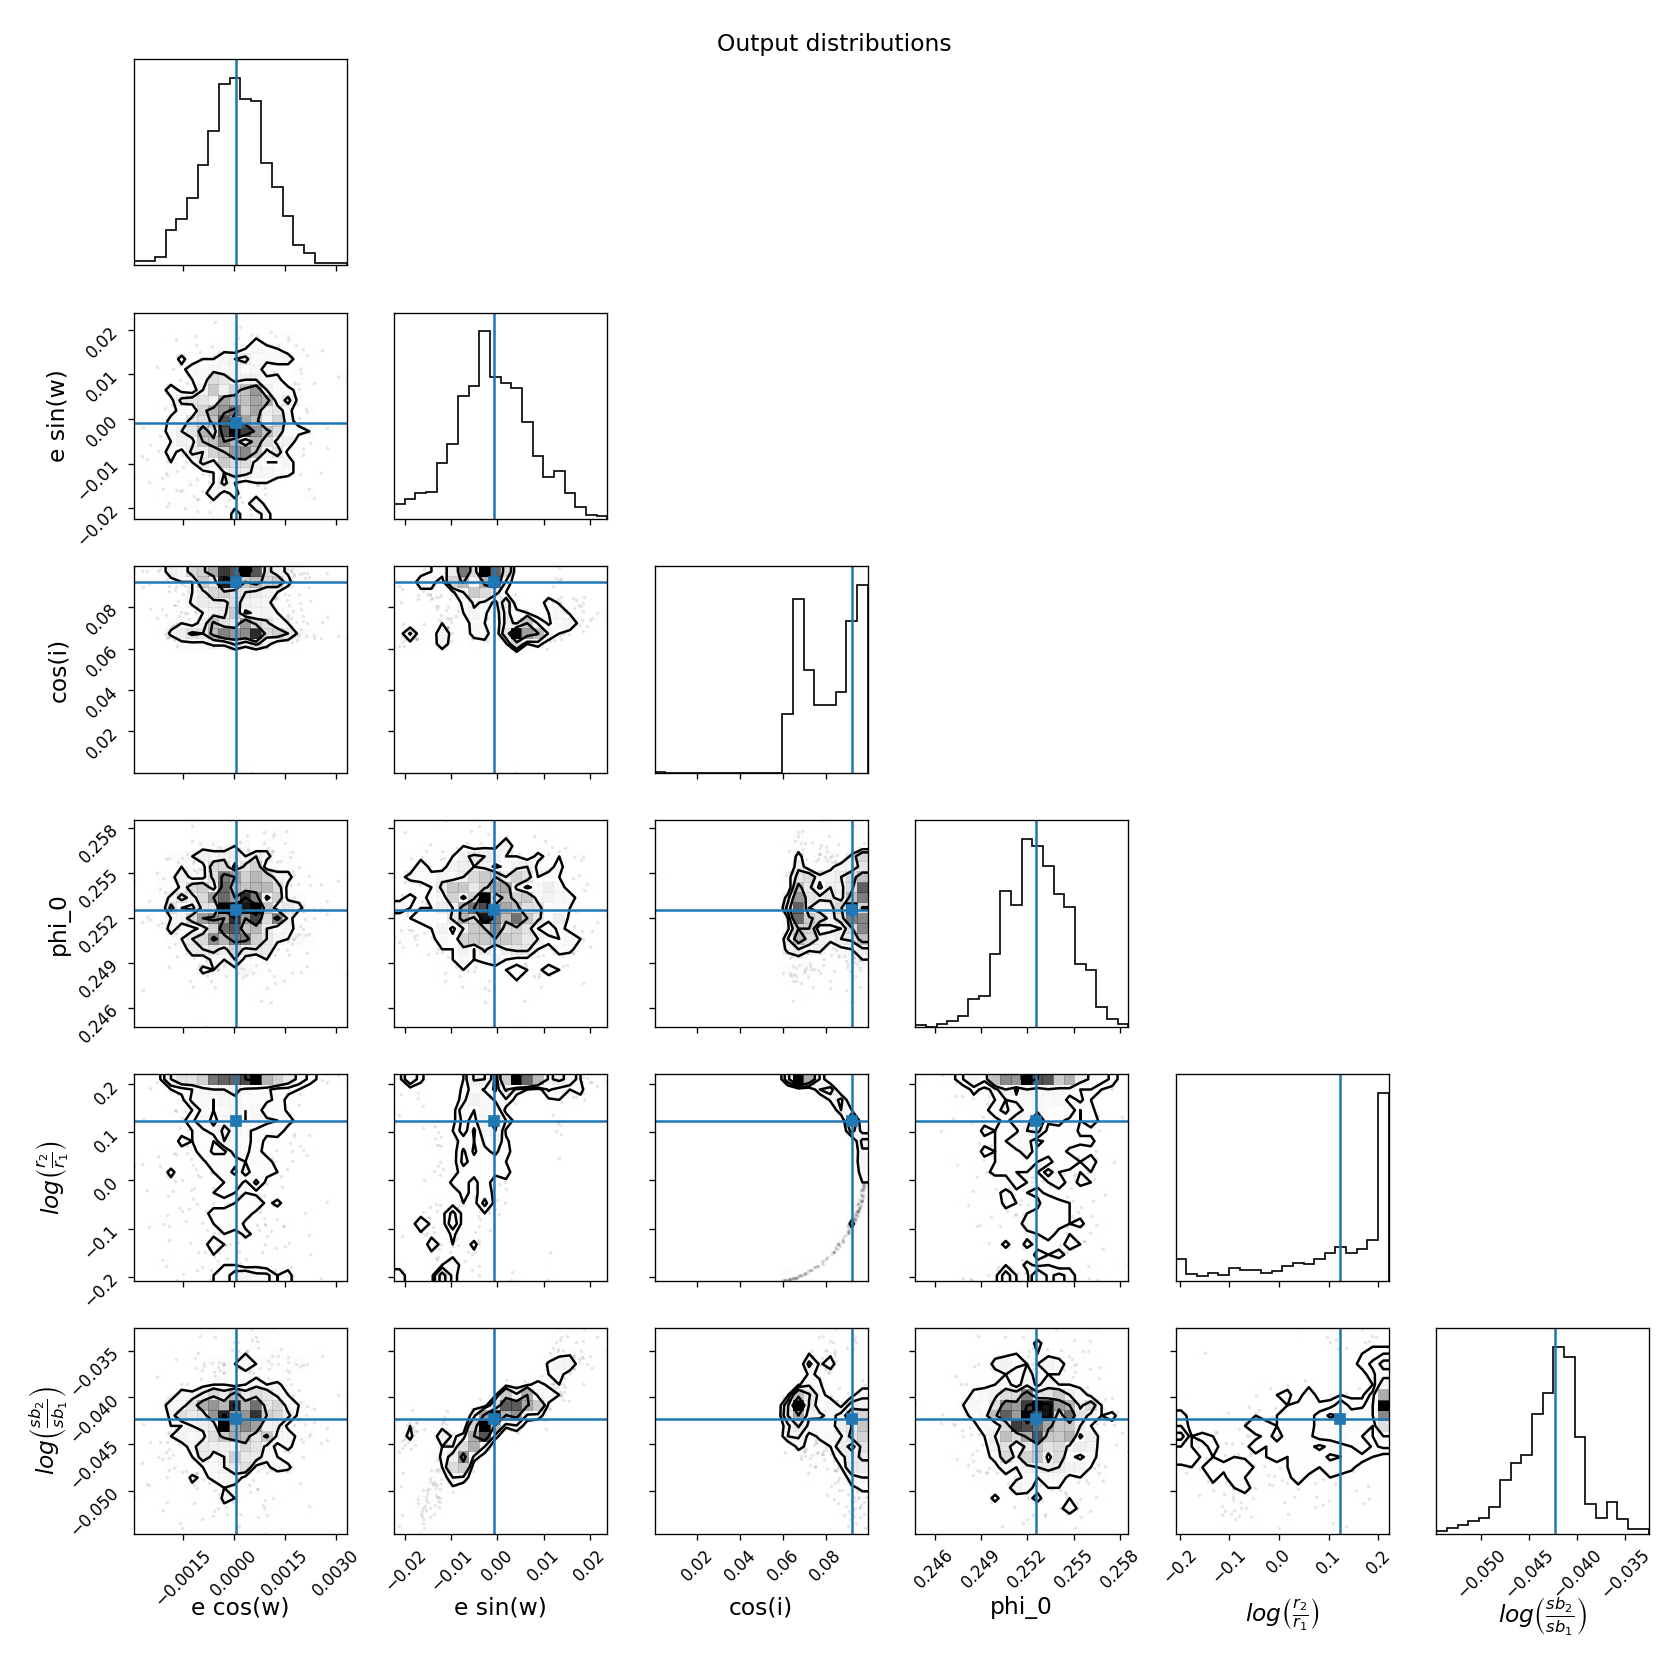 Output distributions
e sin(w)
0.02
0.01
0.00
−0.01
−0.02
cos(i)
0.08
0.06
0.04
0.02
phi_0
0.258
0.255
0.252
0.249
0.246
log(r2/r1)
0.2
0.1
0.0
−0.1
−0.2
log(sb2/sb1)
−0.035
−0.040
−0.045
−0.050
−0.0015 0.0000 0.0015 0.0030 −0.02 −0.01 0.00 0.01 0.02 0.02 0.04 0.06 0.08 0.246 0.249 0.252 0.255 0.258 −0.2 −0.1 0.0 0.1 0.2 −0.050 −0.045 −0.040 −0.035
e cos(w) e sin(w) cos(i) phi_0 log(r2/r1) log(sb2/sb1)